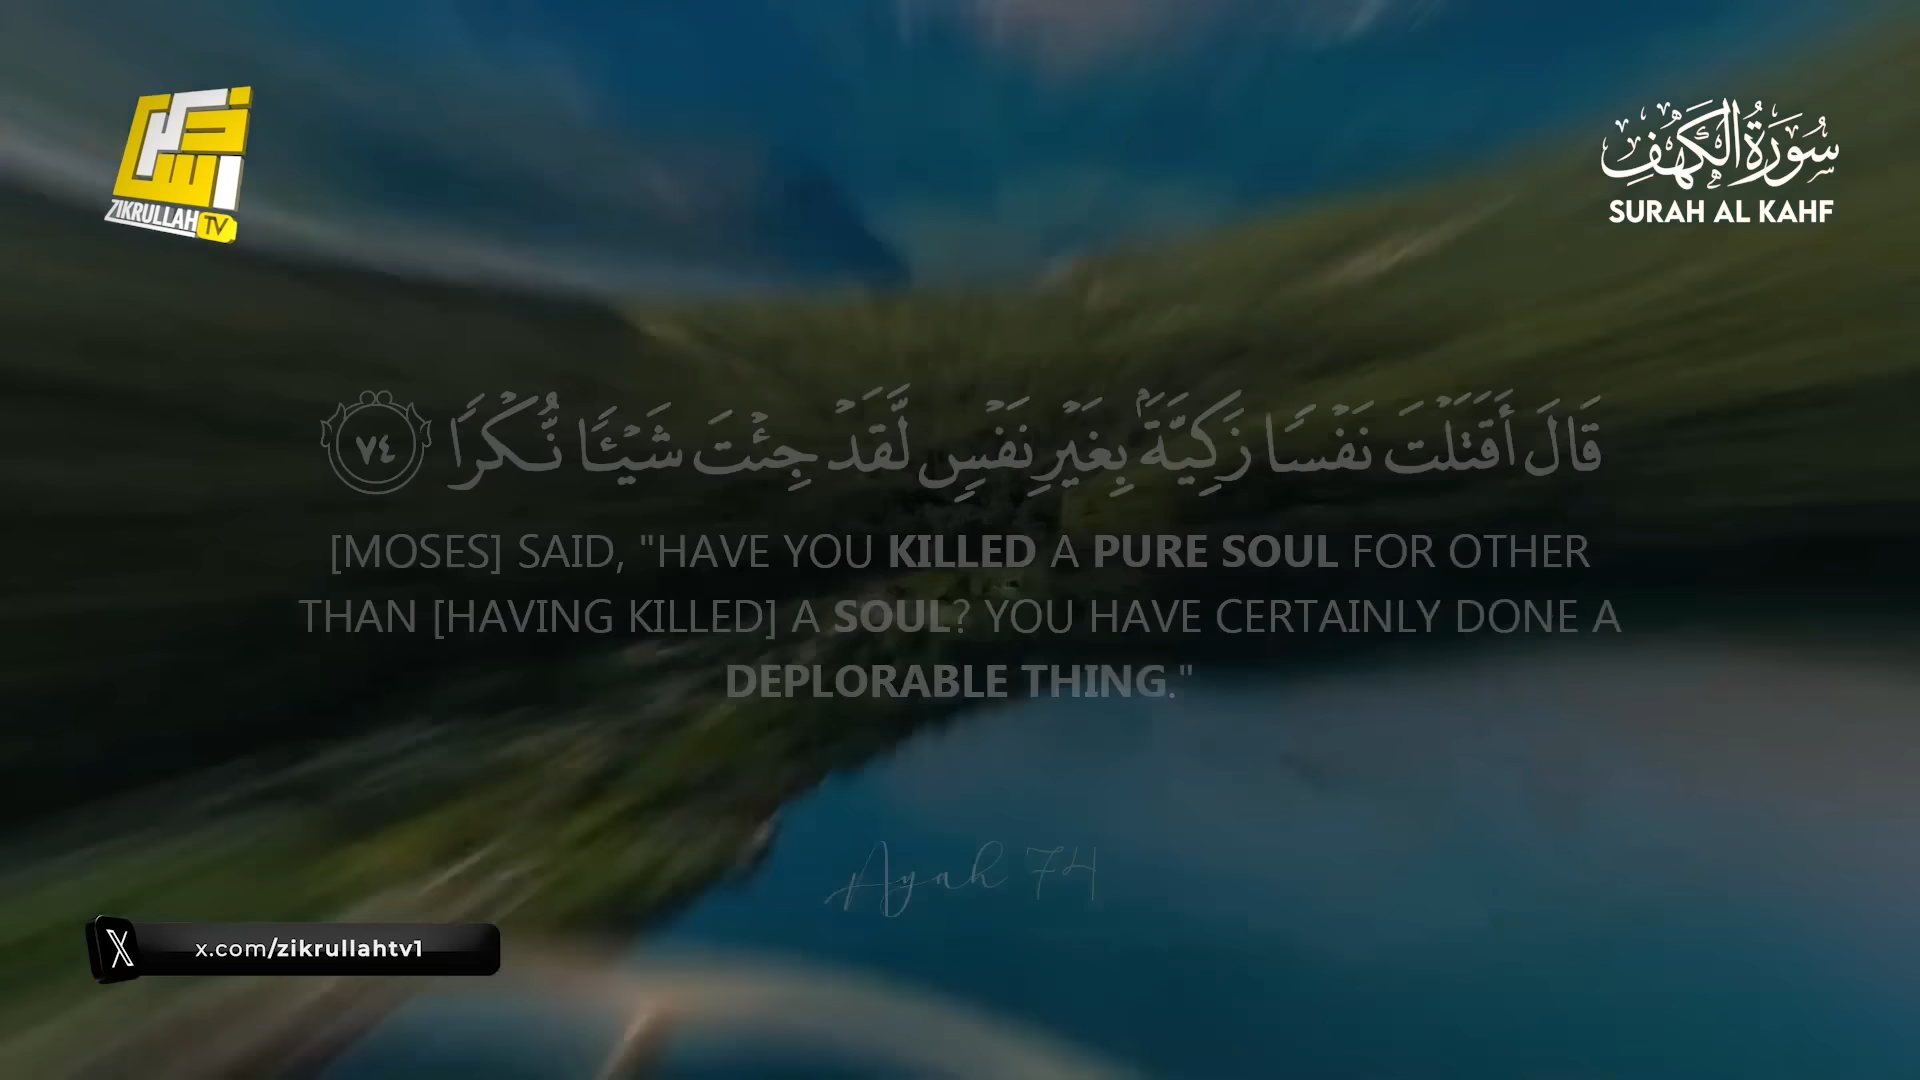 ZIKRULLAH TV
سُورَةُ الكَهْفِ
SURAH AL KAHF
قَالَ أَقَتَلْتَ نَفْسًا زَكِيَّةًۢ بِغَيْرِ نَفْسٍ لَّقَدْ جِئْتَ شَيْـًٔا نُّكْرًا ٧٤
[MOSES] SAID, "HAVE YOU KILLED A PURE SOUL FOR OTHER
THAN [HAVING KILLED] A SOUL? YOU HAVE CERTAINLY DONE A
DEPLORABLE THING."
Ayah 74
x.com/zikrullahtv1